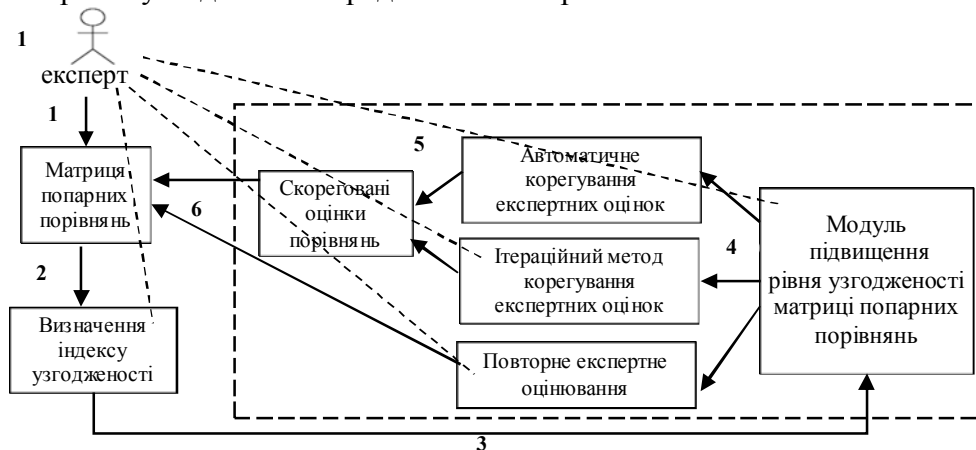 1
експерт
1
Матриця
попарних
порівнянь
2
Визначення
індексу
узгодженості
3
6
Скореговані
оцінки
порівнянь
5
Автоматичне
корегування
експертних оцінок
Ітераційний метод
корегування
експертних оцінок
Повторне експертне
оцінювання
4
Модуль
підвищення
рівня узгодженості
матриці попарних
порівнянь